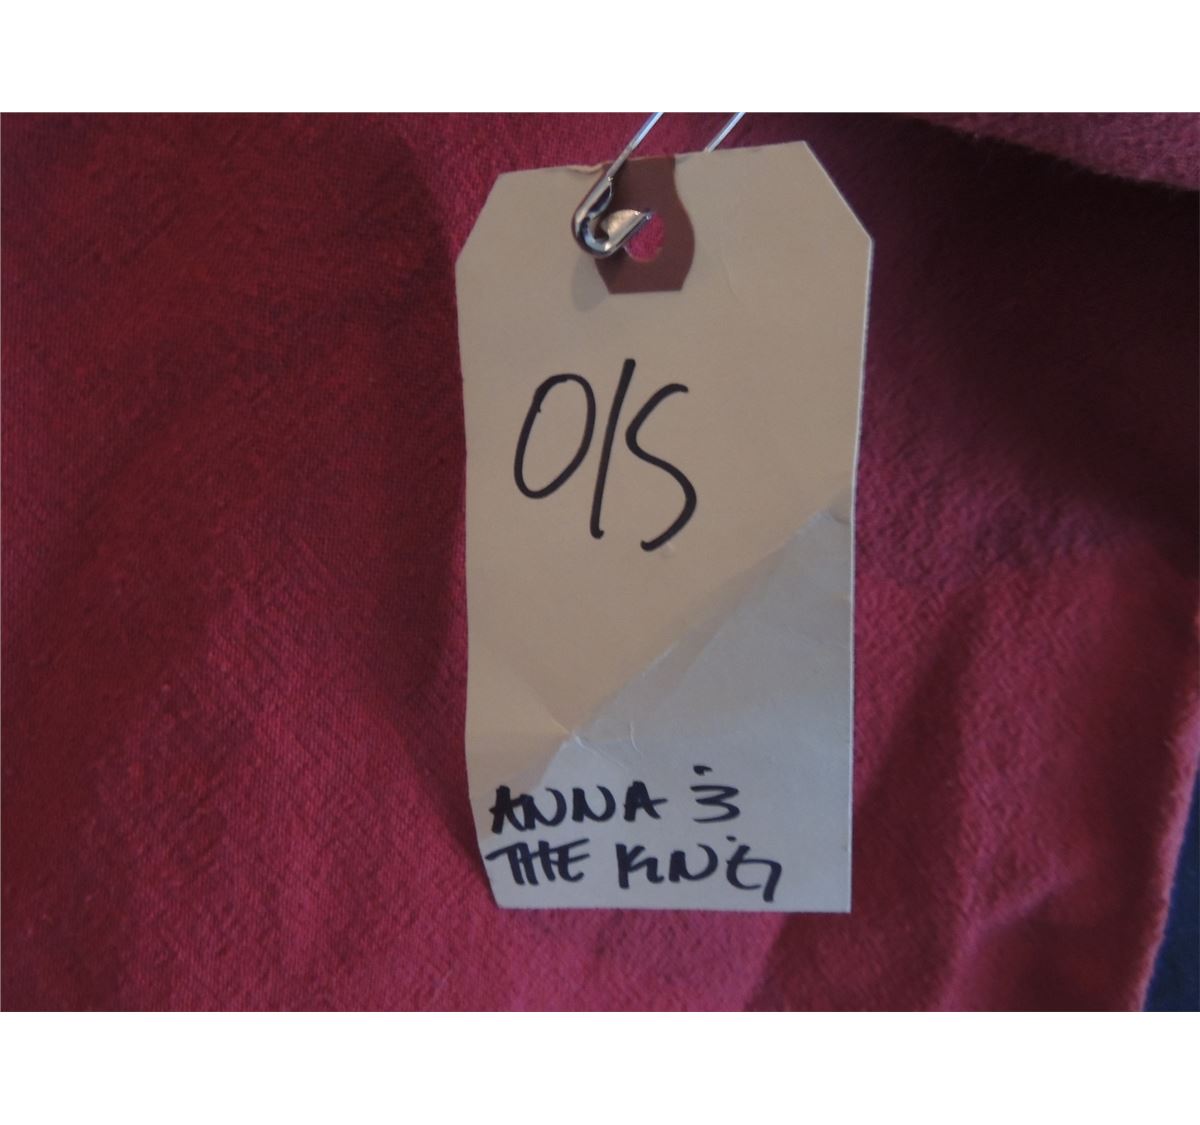 O/S
ANNA &
THE KING